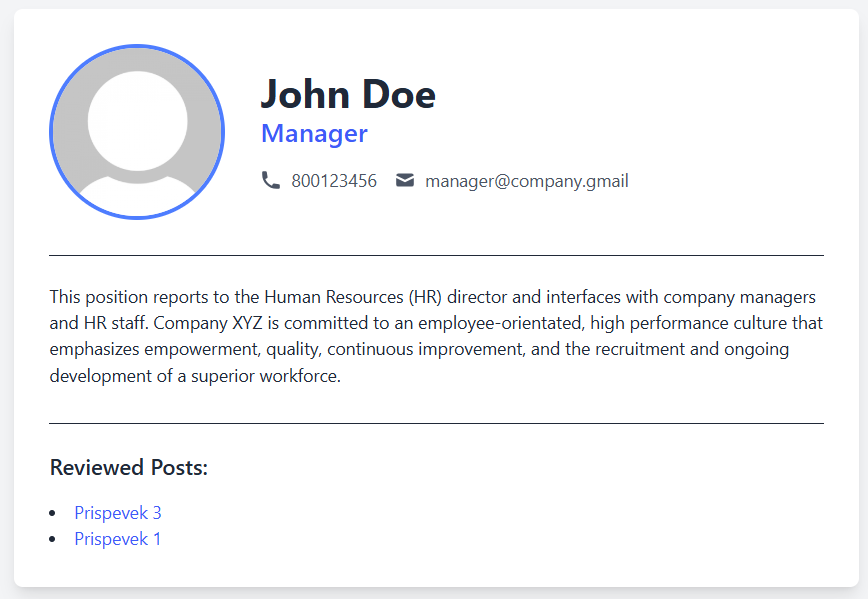 John Doe
Manager
800123456 manager@company.gmail
This position reports to the Human Resources (HR) director and interfaces with company managers
and HR staff. Company XYZ is committed to an employee-orientated, high performance culture that
emphasizes empowerment, quality, continuous improvement, and the recruitment and ongoing
development of a superior workforce.
Reviewed Posts:
Prispevek 3
Prispevek 1